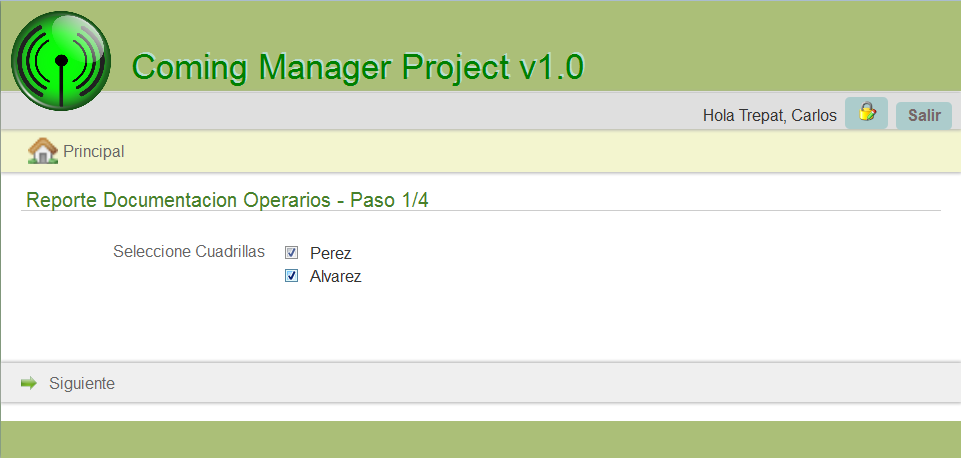 Coming Manager Project v1.0
Hola Trepat, Carlos Salir
Principal
Reporte Documentacion Operarios - Paso 1/4
Seleccione Cuadrillas Perez
Alvarez
Siguiente